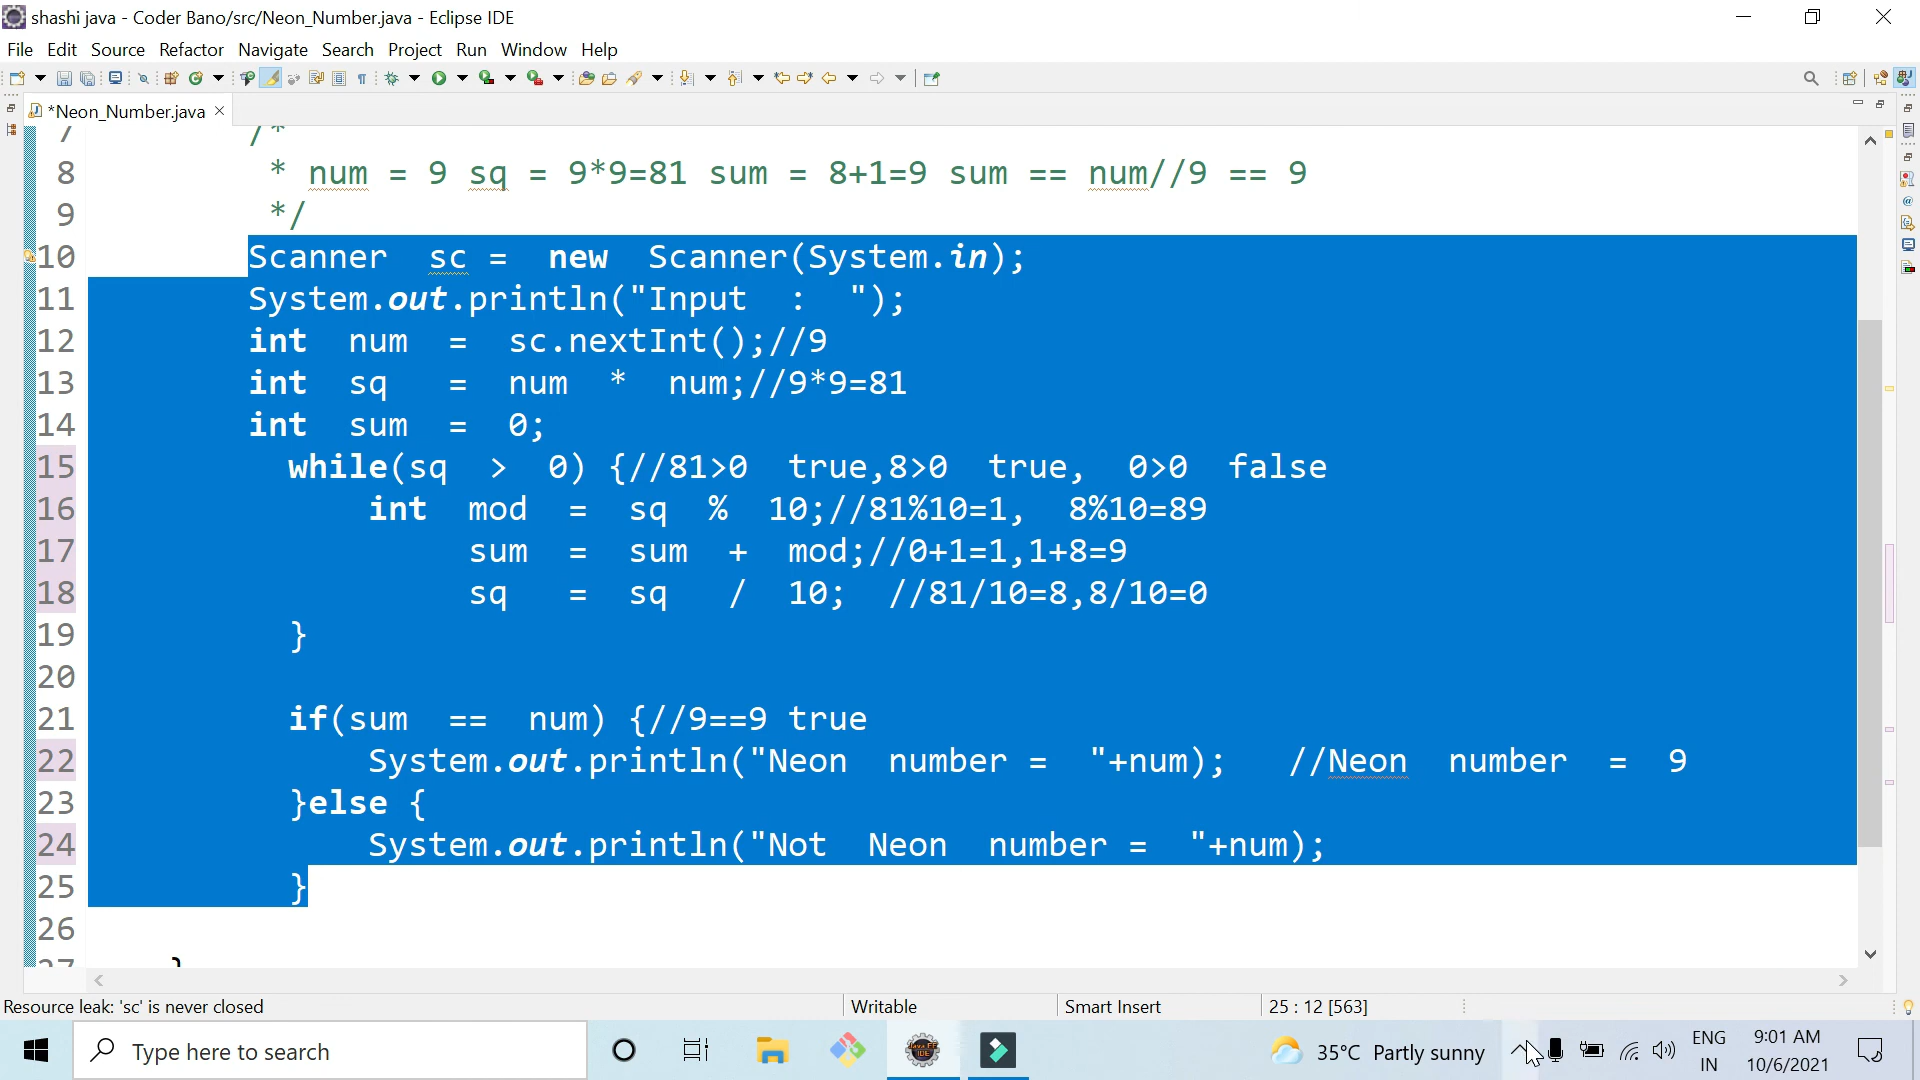 shashi java - Coder Bano/src/Neon_Number.java - Eclipse IDE
File Edit Source Refactor Navigate Search Project Run Window Help
*Neon_Number.java
7 /*
8 * num = 9 sq = 9*9=81 sum = 8+1=9 sum == num//9 == 9
9 */
10 Scanner sc = new Scanner(System.in);
11 System.out.println("Input : ");
12 int num = sc.nextInt();//9
13 int sq = num * num;//9*9=81
14 int sum = 0;
15 while(sq > 0) {//81>0 true,8>0 true, 0>0 false
16 int mod = sq % 10;//81%10=1, 8%10=89
17 sum = sum + mod;//0+1=1,1+8=9
18 sq = sq / 10; //81/10=8,8/10=0
19 }
20
21 if(sum == num) {//9==9 true
22 System.out.println("Neon number = "+num); //Neon number = 9
23 }else {
24 System.out.println("Not Neon number = "+num);
25 }
26
27 }
Resource leak: 'sc' is never closed
Writable
Smart Insert
25 : 12 [563]
Type here to search
35°C Partly sunny
ENG
IN
9:01 AM
10/6/2021